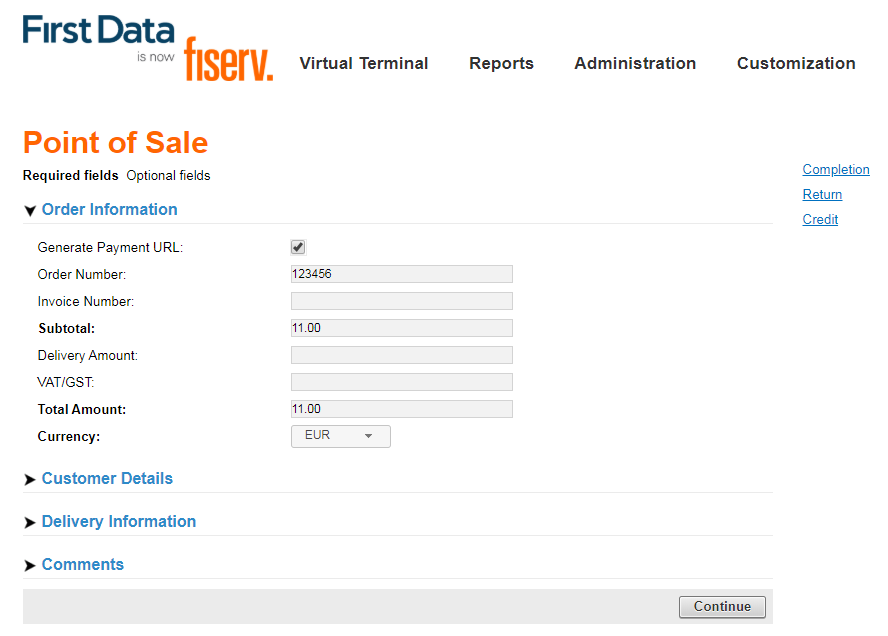 First Data
is now
fiserv.
Virtual Terminal
Reports
Administration
Customization
Point of Sale
Required fields Optional fields
Completion
Return
Credit
Order Information
Generate Payment URL:
Order Number: 123456
Invoice Number:
Subtotal: 11.00
Delivery Amount:
VAT/GST:
Total Amount: 11.00
Currency: EUR
Customer Details
Delivery Information
Comments
Continue